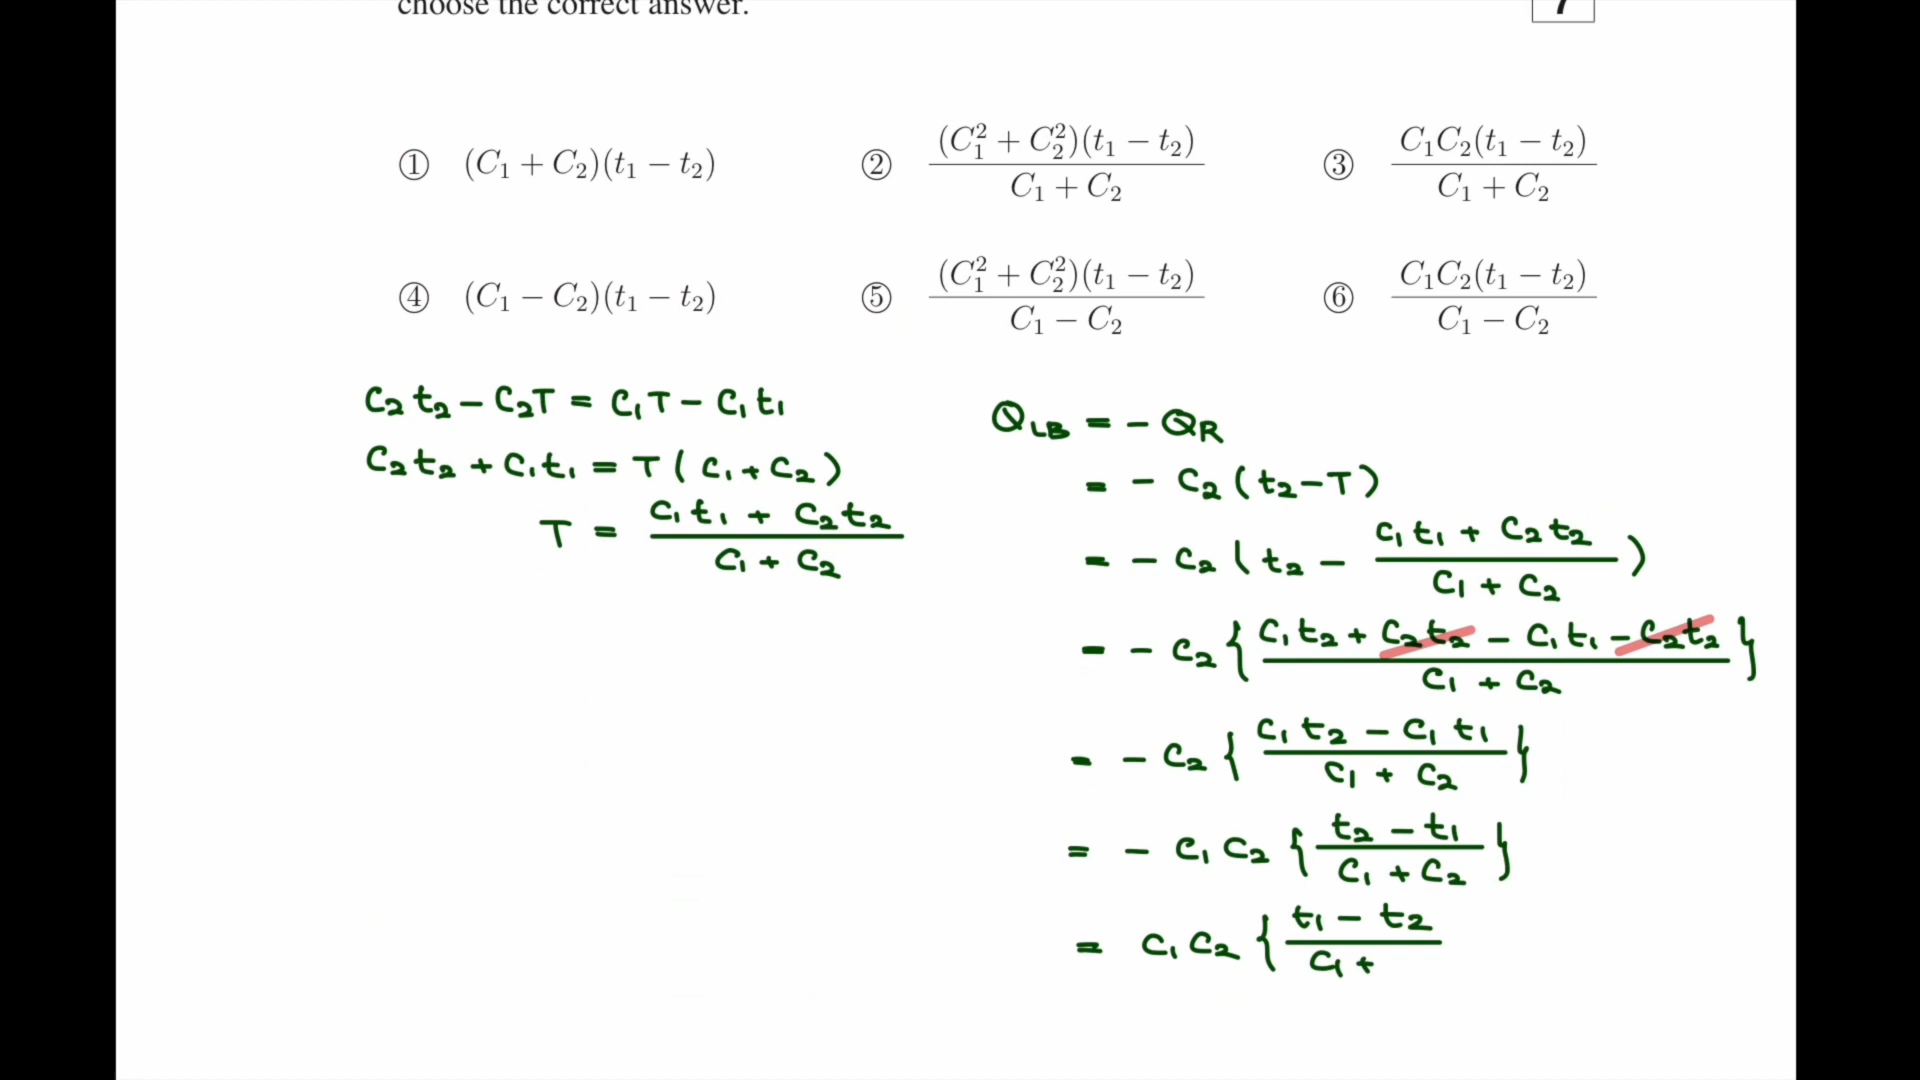 choose the correct answer.
7
① (C₁ + C₂)(t₁ − t₂) ② (C₁² + C₂²)(t₁ − t₂) / C₁ + C₂ ③ C₁C₂(t₁ − t₂) / C₁ + C₂
④ (C₁ − C₂)(t₁ − t₂) ⑤ (C₁² + C₂²)(t₁ − t₂) / C₁ − C₂ ⑥ C₁C₂(t₁ − t₂) / C₁ − C₂
C₂t₂ − C₂T = C₁T − C₁t₁
C₂t₂ + C₁t₁ = T(C₁ + C₂)
T = C₁t₁ + C₂t₂ / C₁ + C₂
Q_LB = − Q_R
= − C₂(t₂ − T)
= − C₂(t₂ − C₁t₁ + C₂t₂ / C₁ + C₂)
= − C₂{C₁t₂ + C₂t₂ − C₁t₁ − C₂t₂ / C₁ + C₂}
= − C₂{C₁t₂ − C₁t₁ / C₁ + C₂}
= − C₁C₂{t₂ − t₁ / C₁ + C₂}
= C₁C₂{t₁ − t₂ / C₁ +